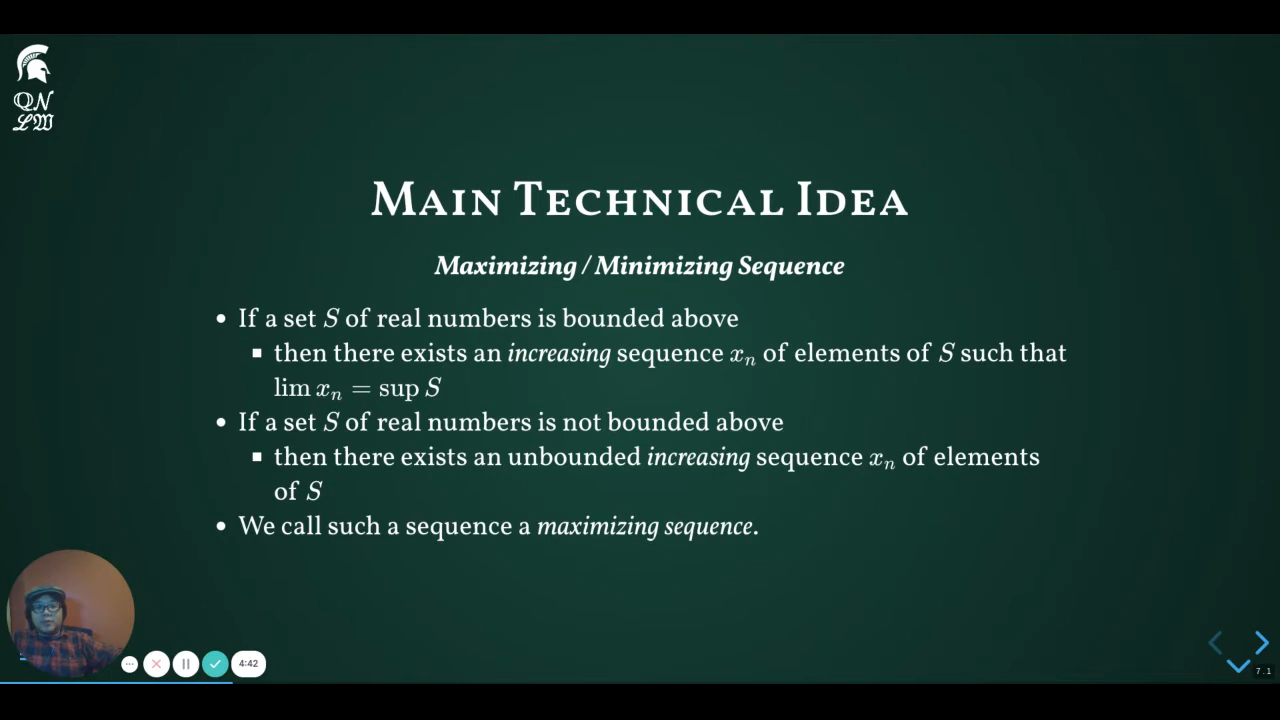 QN
LW
Main Technical Idea
Maximizing / Minimizing Sequence
• If a set S of real numbers is bounded above
▪ then there exists an increasing sequence xₙ of elements of S such that
lim xₙ = sup S
• If a set S of real numbers is not bounded above
▪ then there exists an unbounded increasing sequence xₙ of elements
of S
• We call such a sequence a maximizing sequence.
4:42
7.1